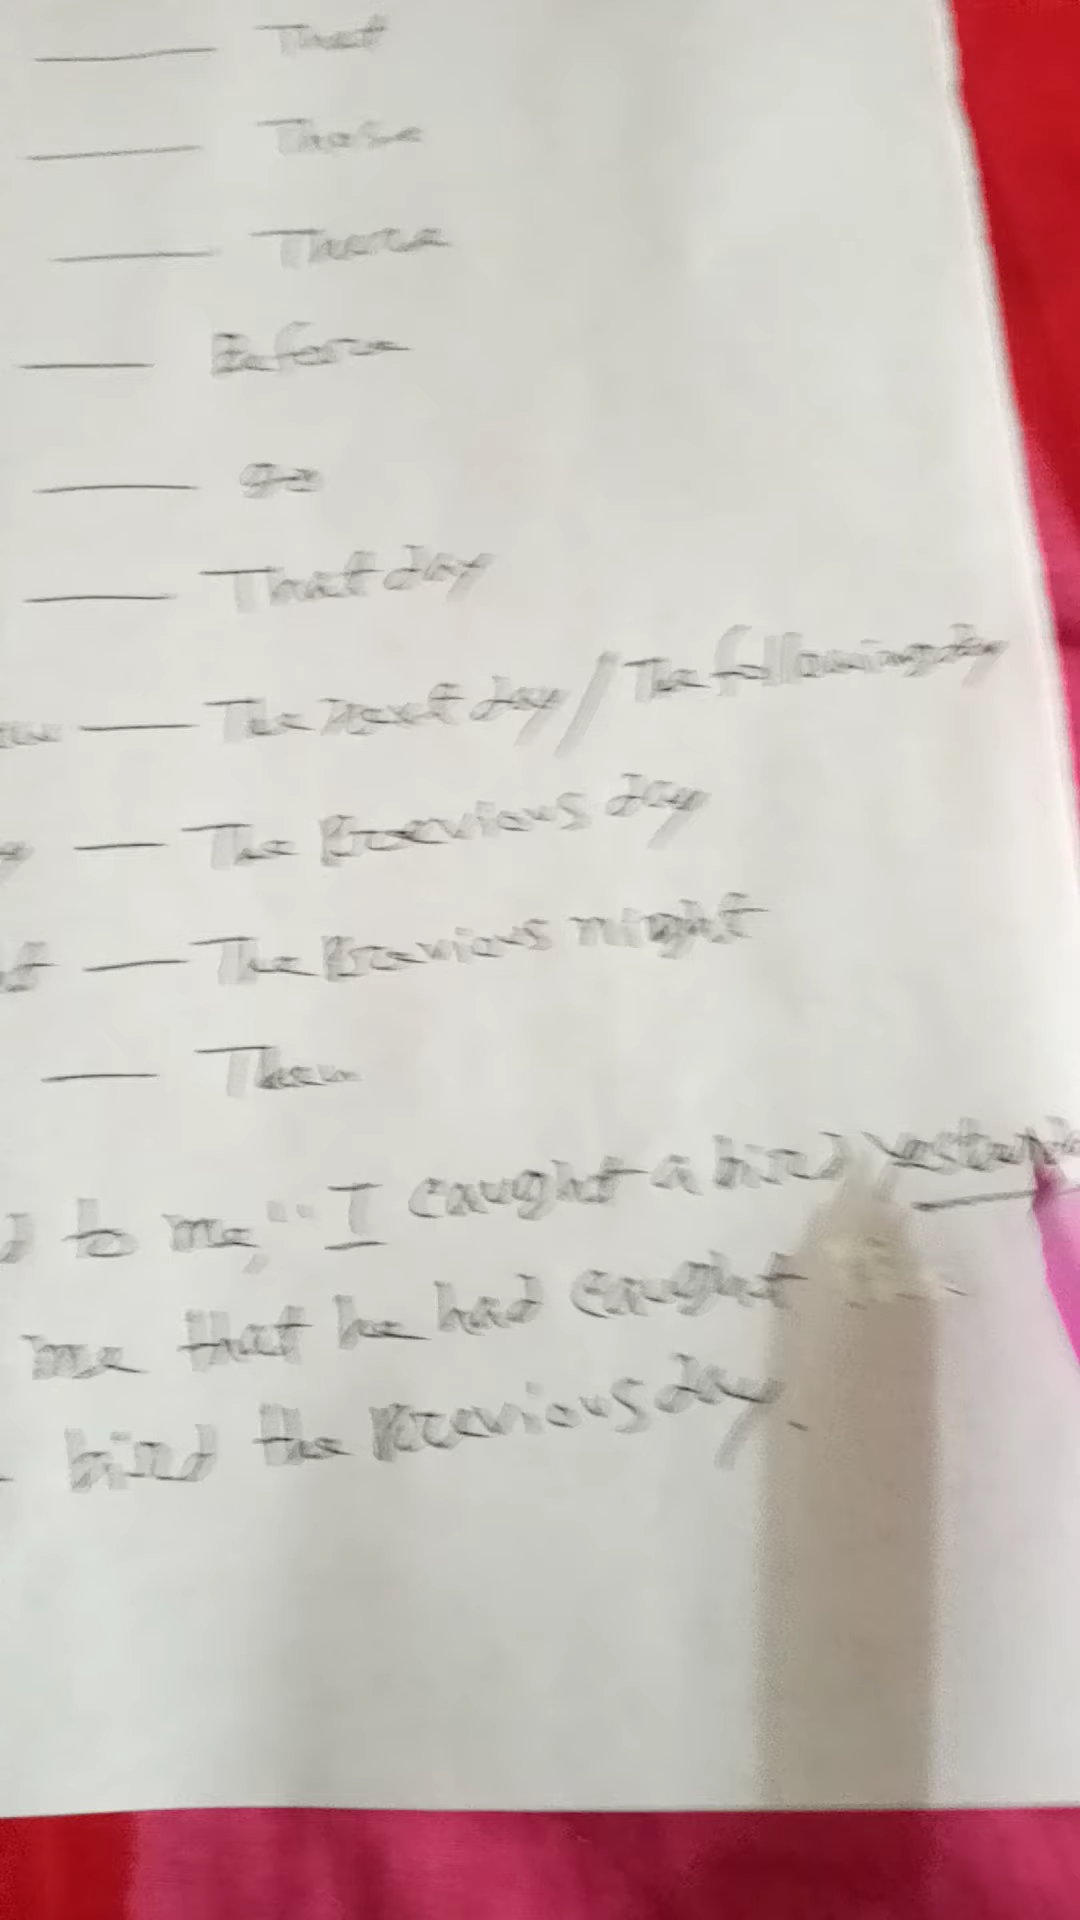 That
Those
There
Before
go
That day
— The next day / The following day
— The Previous day
— The Previous night
— Then
to me, "I caught a bird
me that he had caught
bird the Previous day.